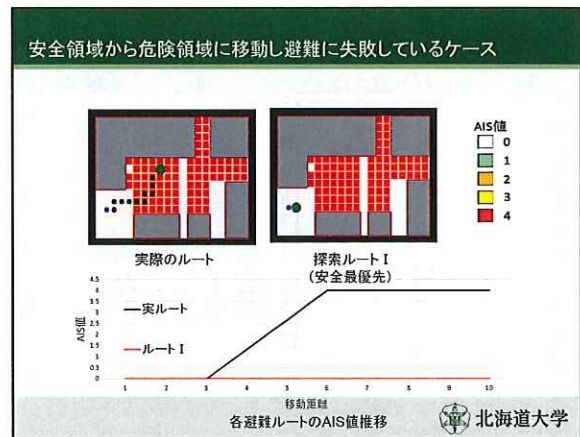 安全領域から危険領域に移動し避難に失敗しているケース
AIS値
0
1
2
3
4
実際のルート
探索ルート I
(安全最優先)
4.5
4
3.5
3
2.5
2
1.5
1
0.5
0
AIS値
実ルート
ルート I
1 2 3 4 5 6 7 8 9 10
移動距離
各避難ルートのAIS値推移
北海道大学